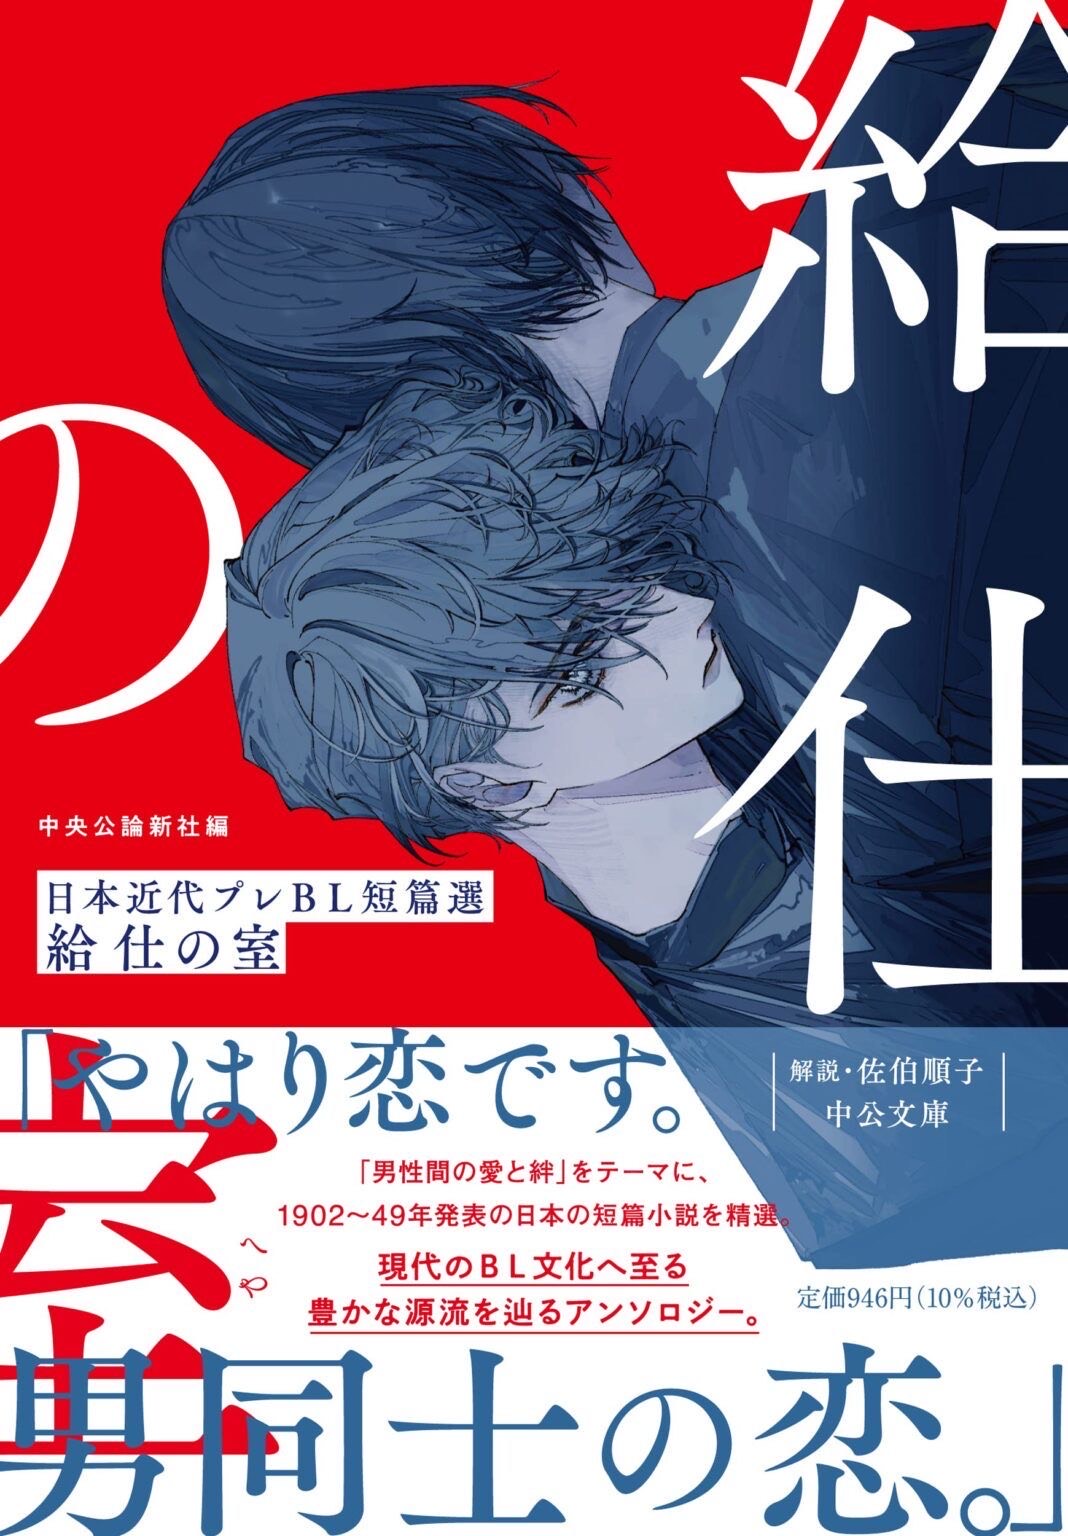 給仕
の
室
へや
中央公論新社編
日本近代プレBL短篇選
給仕の室
「やはり恋です。
解説・佐伯順子
中公文庫
「男性間の愛と絆」をテーマに、
1902～49年発表の日本の短篇小説を精選。
現代のBL文化へ至る
豊かな源流を辿るアンソロジー。
定価946円(10%税込)
男同士の恋。」